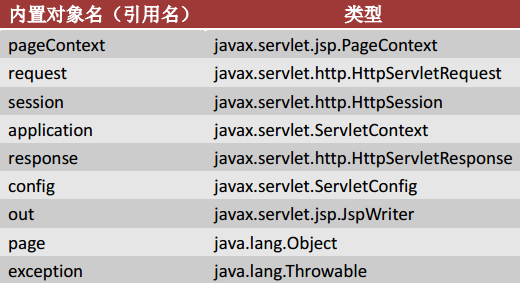 内置对象名（引用名） 类型
pageContext javax.servlet.jsp.PageContext
request javax.servlet.http.HttpServletRequest
session javax.servlet.http.HttpSession
application javax.servlet.ServletContext
response javax.servlet.http.HttpServletResponse
config javax.servlet.ServletConfig
out javax.servlet.jsp.JspWriter
page java.lang.Object
exception java.lang.Throwable